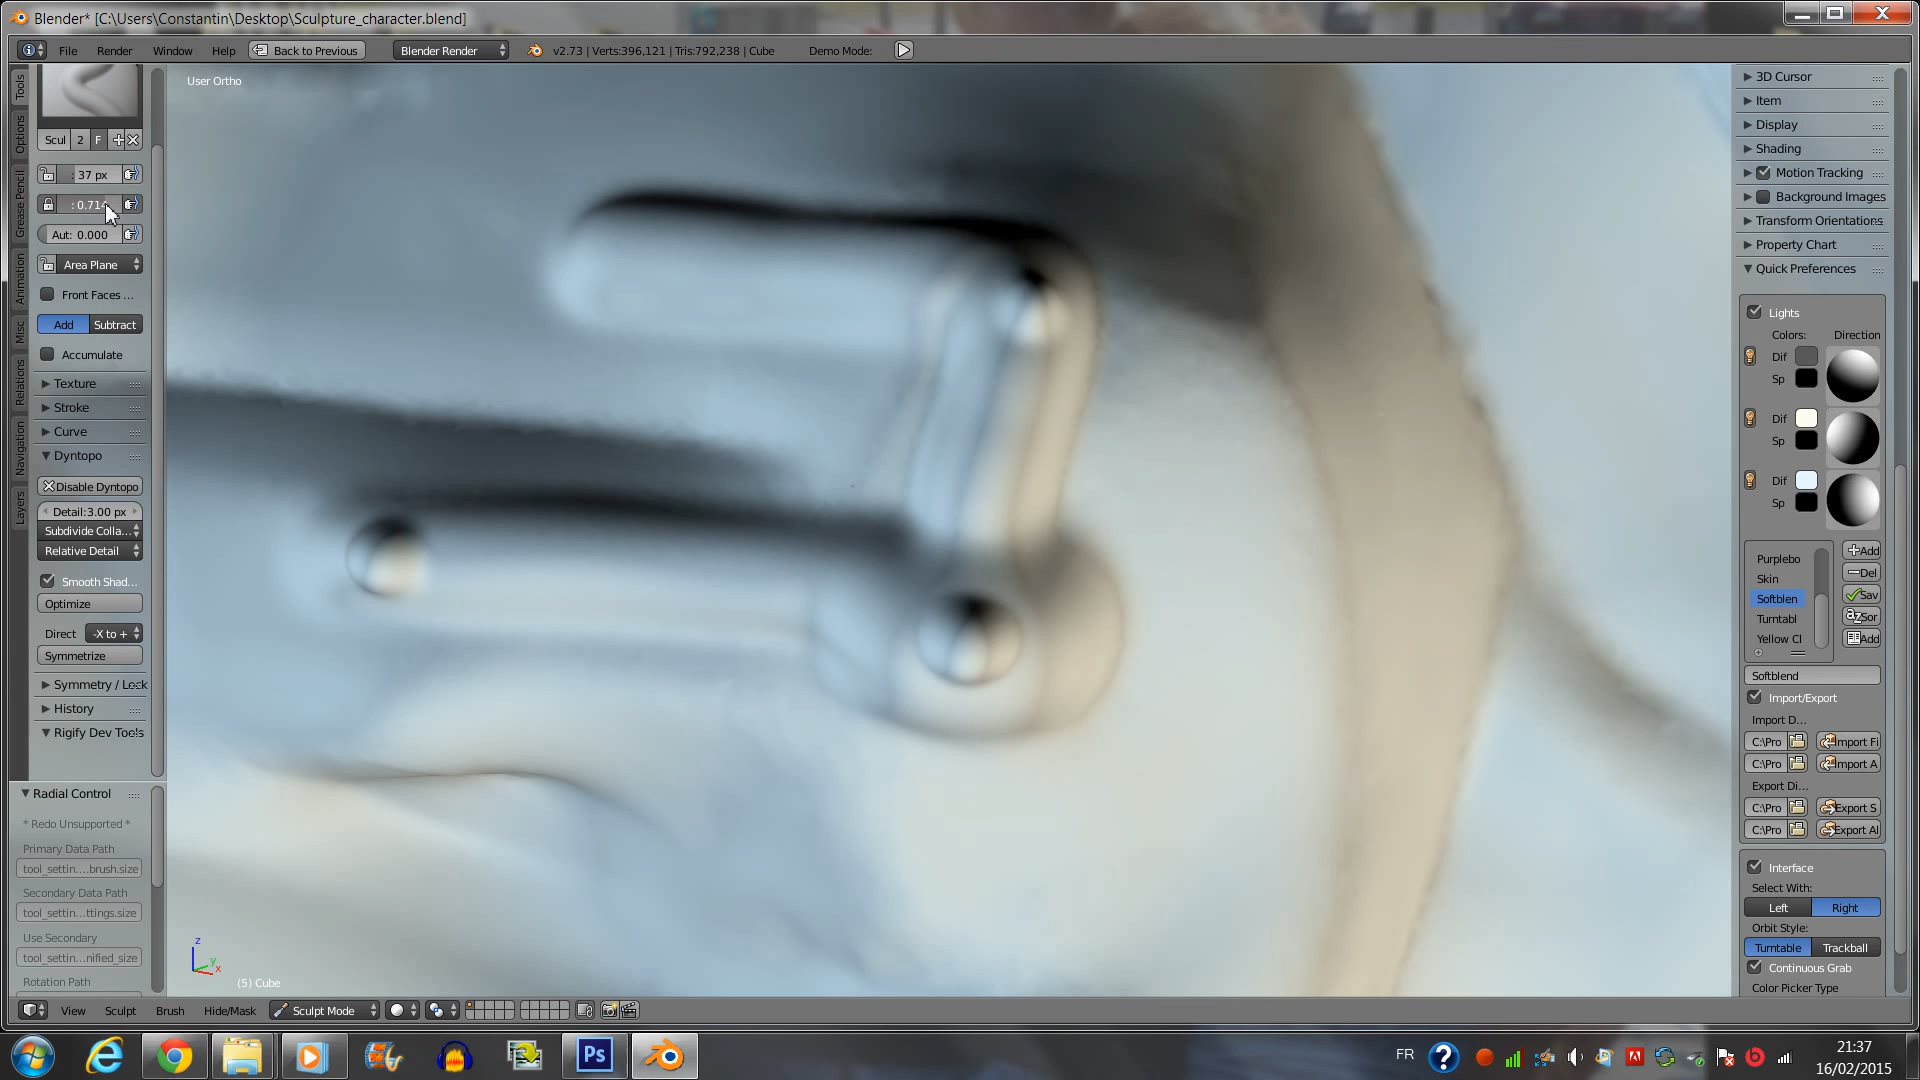 Blender* [C:\Users\Constantin\Desktop\Sculpture_character.blend]
File Render Window Help Back to Previous Blender Render v2.73 | Verts:396,121 | Tris:792,238 | Cube Demo Mode:
User Ortho
Tools
Options
Grease Pencil
Animation
Misc
Relations
Navigation
Layers
Scul 2 F
: 37 px
: 0.714
Aut: 0.000
Area Plane
Front Faces ...
Add Subtract
Accumulate
Texture
Stroke
Curve
Dyntopo
Disable Dyntopo
Detail:3.00 px
Subdivide Colla...
Relative Detail
Smooth Shad...
Optimize
Direct -X to +
Symmetrize
Symmetry / Lock
History
Rigify Dev Tools
Radial Control
* Redo Unsupported *
Primary Data Path
tool_settin....brush.size
Secondary Data Path
tool_settin...ttings.size
Use Secondary
tool_settin...nified_size
Rotation Path
z
y
x
(5) Cube
View Sculpt Brush Hide/Mask Sculpt Mode
3D Cursor
Item
Display
Shading
Motion Tracking
Background Images
Transform Orientations
Property Chart
Quick Preferences
Lights
Colors: Direction
Dif
Sp
Dif
Sp
Dif
Sp
Purplebo
Skin
Softblen
Turntabl
Yellow Cl
Add
Del
Sav
Sor
Add
Softblend
Import/Export
Import D...
C:\Pro Import Fi
C:\Pro Import A
Export Di...
C:\Pro Export S
C:\Pro Export Al
Interface
Select With:
Left Right
Orbit Style:
Turntable Trackball
Continuous Grab
Color Picker Type
Ps
FR
21:37
16/02/2015